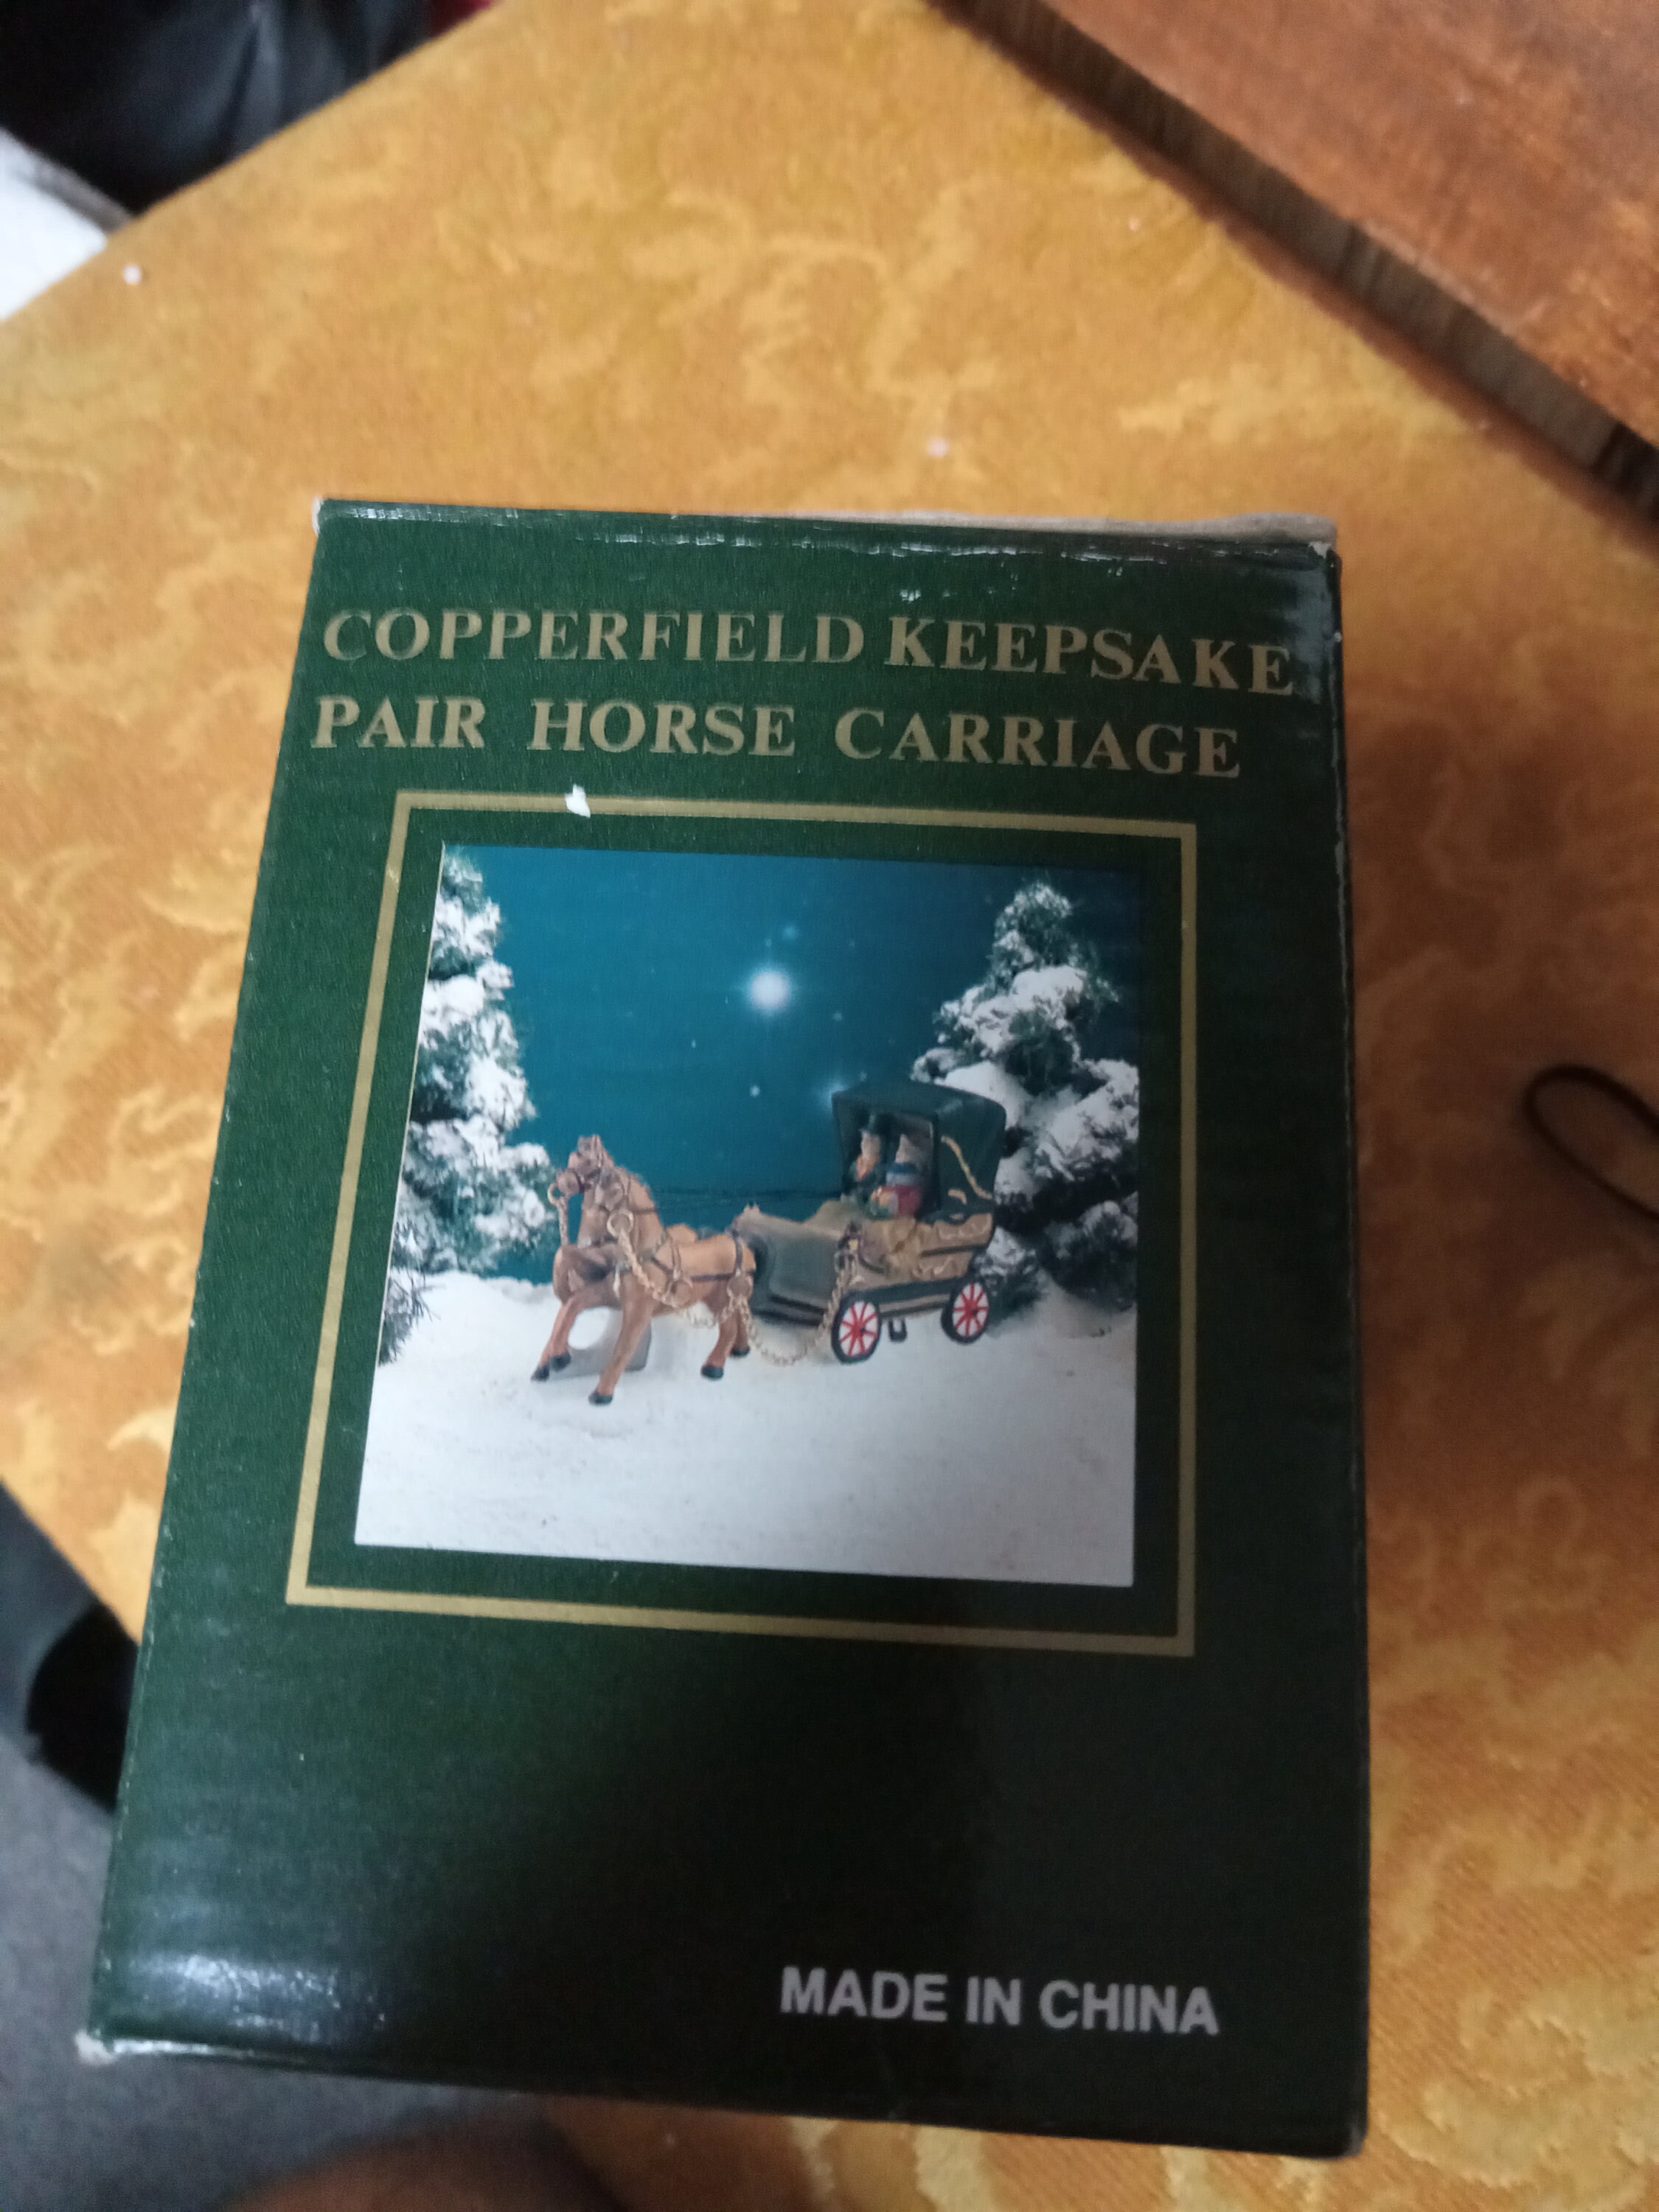 COPPERFIELD KEEPSAKE
PAIR HORSE CARRIAGE
MADE IN CHINA